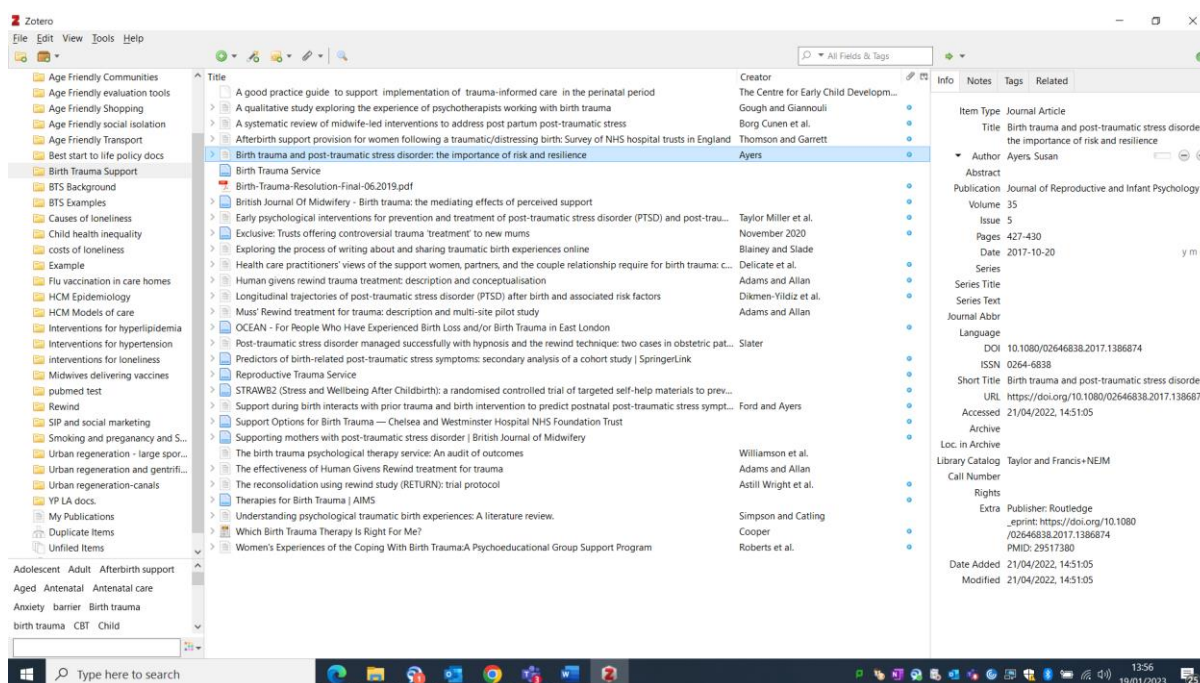 Zotero
File Edit View Tools Help
All Fields & Tags
Age Friendly Communities
Age Friendly evaluation tools
Age Friendly Shopping
Age Friendly social isolation
Age Friendly Transport
Best start to life policy docs
Birth Trauma Support
BTS Background
BTS Examples
Causes of loneliness
Child health inequality
costs of loneliness
Example
Flu vaccination in care homes
HCM Epidemiology
HCM Models of care
Interventions for hyperlipidemia
Interventions for hypertension
interventions for loneliness
Midwives delivering vaccines
pubmed test
Rewind
SIP and social marketing
Smoking and preganancy and S...
Urban regeneration - large spor...
Urban regeneration and gentrifi...
Urban regeneration-canals
YP LA docs.
My Publications
Duplicate Items
Unfiled Items
Adolescent Adult Afterbirth support
Aged Antenatal Antenatal care
Anxiety barrier Birth trauma
birth trauma CBT Child
Title Creator
A good practice guide to support implementation of trauma-informed care in the perinatal period The Centre for Early Child Developm...
A qualitative study exploring the experience of psychotherapists working with birth trauma Gough and Giannouli
A systematic review of midwife-led interventions to address post partum post-traumatic stress Borg Cunen et al.
Afterbirth support provision for women following a traumatic/distressing birth: Survey of NHS hospital trusts in England Thomson and Garrett
Birth trauma and post-traumatic stress disorder: the importance of risk and resilience Ayers
Birth Trauma Service
Birth-Trauma-Resolution-Final-06.2019.pdf
British Journal Of Midwifery - Birth trauma: the mediating effects of perceived support
Early psychological interventions for prevention and treatment of post-traumatic stress disorder (PTSD) and post-trau... Taylor Miller et al.
Exclusive: Trusts offering controversial trauma 'treatment' to new mums November 2020
Exploring the process of writing about and sharing traumatic birth experiences online Blainey and Slade
Health care practitioners' views of the support women, partners, and the couple relationship require for birth trauma: c... Delicate et al.
Human givens rewind trauma treatment: description and conceptualisation Adams and Allan
Longitudinal trajectories of post-traumatic stress disorder (PTSD) after birth and associated risk factors Dikmen-Yildiz et al.
Muss' Rewind treatment for trauma: description and multi-site pilot study Adams and Allan
OCEAN - For People Who Have Experienced Birth Loss and/or Birth Trauma in East London
Post-traumatic stress disorder managed successfully with hypnosis and the rewind technique: two cases in obstetric pat... Slater
Predictors of birth-related post-traumatic stress symptoms: secondary analysis of a cohort study | SpringerLink
Reproductive Trauma Service
STRAWB2 (Stress and Wellbeing After Childbirth): a randomised controlled trial of targeted self-help materials to prev...
Support during birth interacts with prior trauma and birth intervention to predict postnatal post-traumatic stress sympt... Ford and Ayers
Support Options for Birth Trauma — Chelsea and Westminster Hospital NHS Foundation Trust
Supporting mothers with post-traumatic stress disorder | British Journal of Midwifery
The birth trauma psychological therapy service: An audit of outcomes Williamson et al.
The effectiveness of Human Givens Rewind treatment for trauma Adams and Allan
The reconsolidation using rewind study (RETURN): trial protocol Astill Wright et al.
Therapies for Birth Trauma | AIMS
Understanding psychological traumatic birth experiences: A literature review. Simpson and Catling
Which Birth Trauma Therapy Is Right For Me? Cooper
Women's Experiences of the Coping With Birth Trauma:A Psychoeducational Group Support Program Roberts et al.
Info Notes Tags Related
Item Type Journal Article
Title Birth trauma and post-traumatic stress disorde
the importance of risk and resilience
Author Ayers, Susan
Abstract
Publication Journal of Reproductive and Infant Psychology
Volume 35
Issue 5
Pages 427-430
Date 2017-10-20 y m
Series
Series Title
Series Text
Journal Abbr
Language
DOI 10.1080/02646838.2017.1386874
ISSN 0264-6838
Short Title Birth trauma and post-traumatic stress disorde
URL https://doi.org/10.1080/02646838.2017.138687
Accessed 21/04/2022, 14:51:05
Archive
Loc. in Archive
Library Catalog Taylor and Francis+NEJM
Call Number
Rights
Extra Publisher: Routledge
_eprint: https://doi.org/10.1080
/02646838.2017.1386874
PMID: 29517380
Date Added 21/04/2022, 14:51:05
Modified 21/04/2022, 14:51:05
Type here to search
13:56
19/01/2023